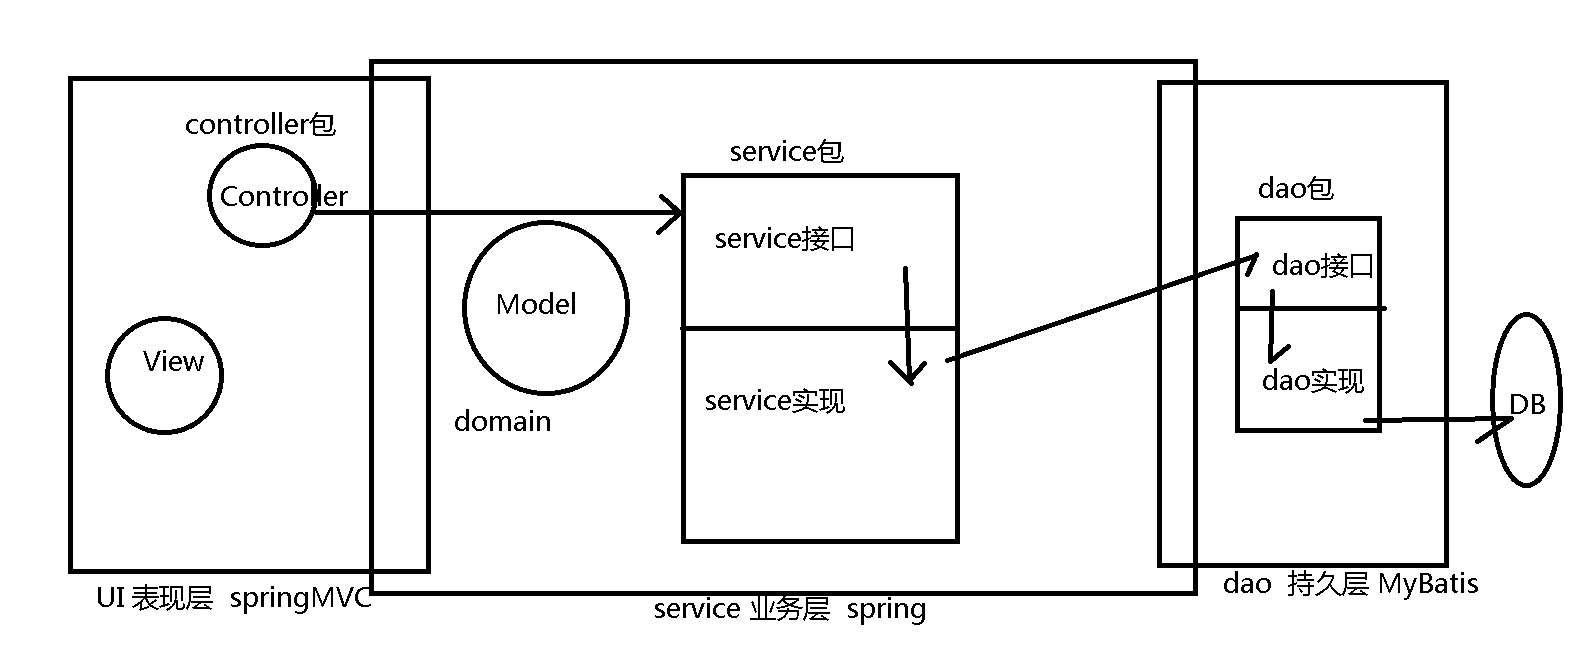 controller包
Controller
View
UI 表现层 springMVC
Model
domain
service包
service接口
service实现
service 业务层 spring
dao包
dao接口
dao实现
dao 持久层 MyBatis
DB